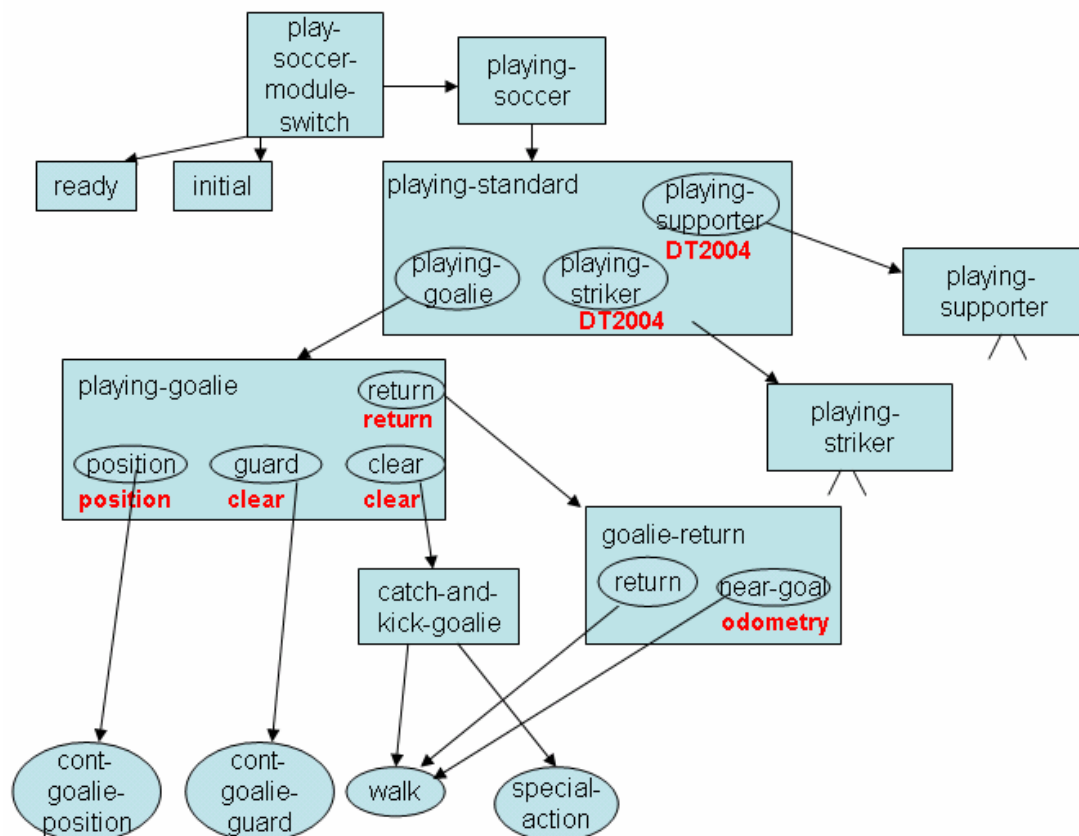 play-
soccer-
module-
switch
playing-
soccer
ready
initial
playing-standard
playing-
supporter
DT2004
playing-
goalie
playing-
striker
DT2004
playing-
supporter
playing-goalie
return
return
position
position
guard
clear
clear
clear
playing-
striker
goalie-return
return
near-goal
odometry
catch-and-
kick-goalie
cont-
goalie-
position
cont-
goalie-
guard
walk
special-
action